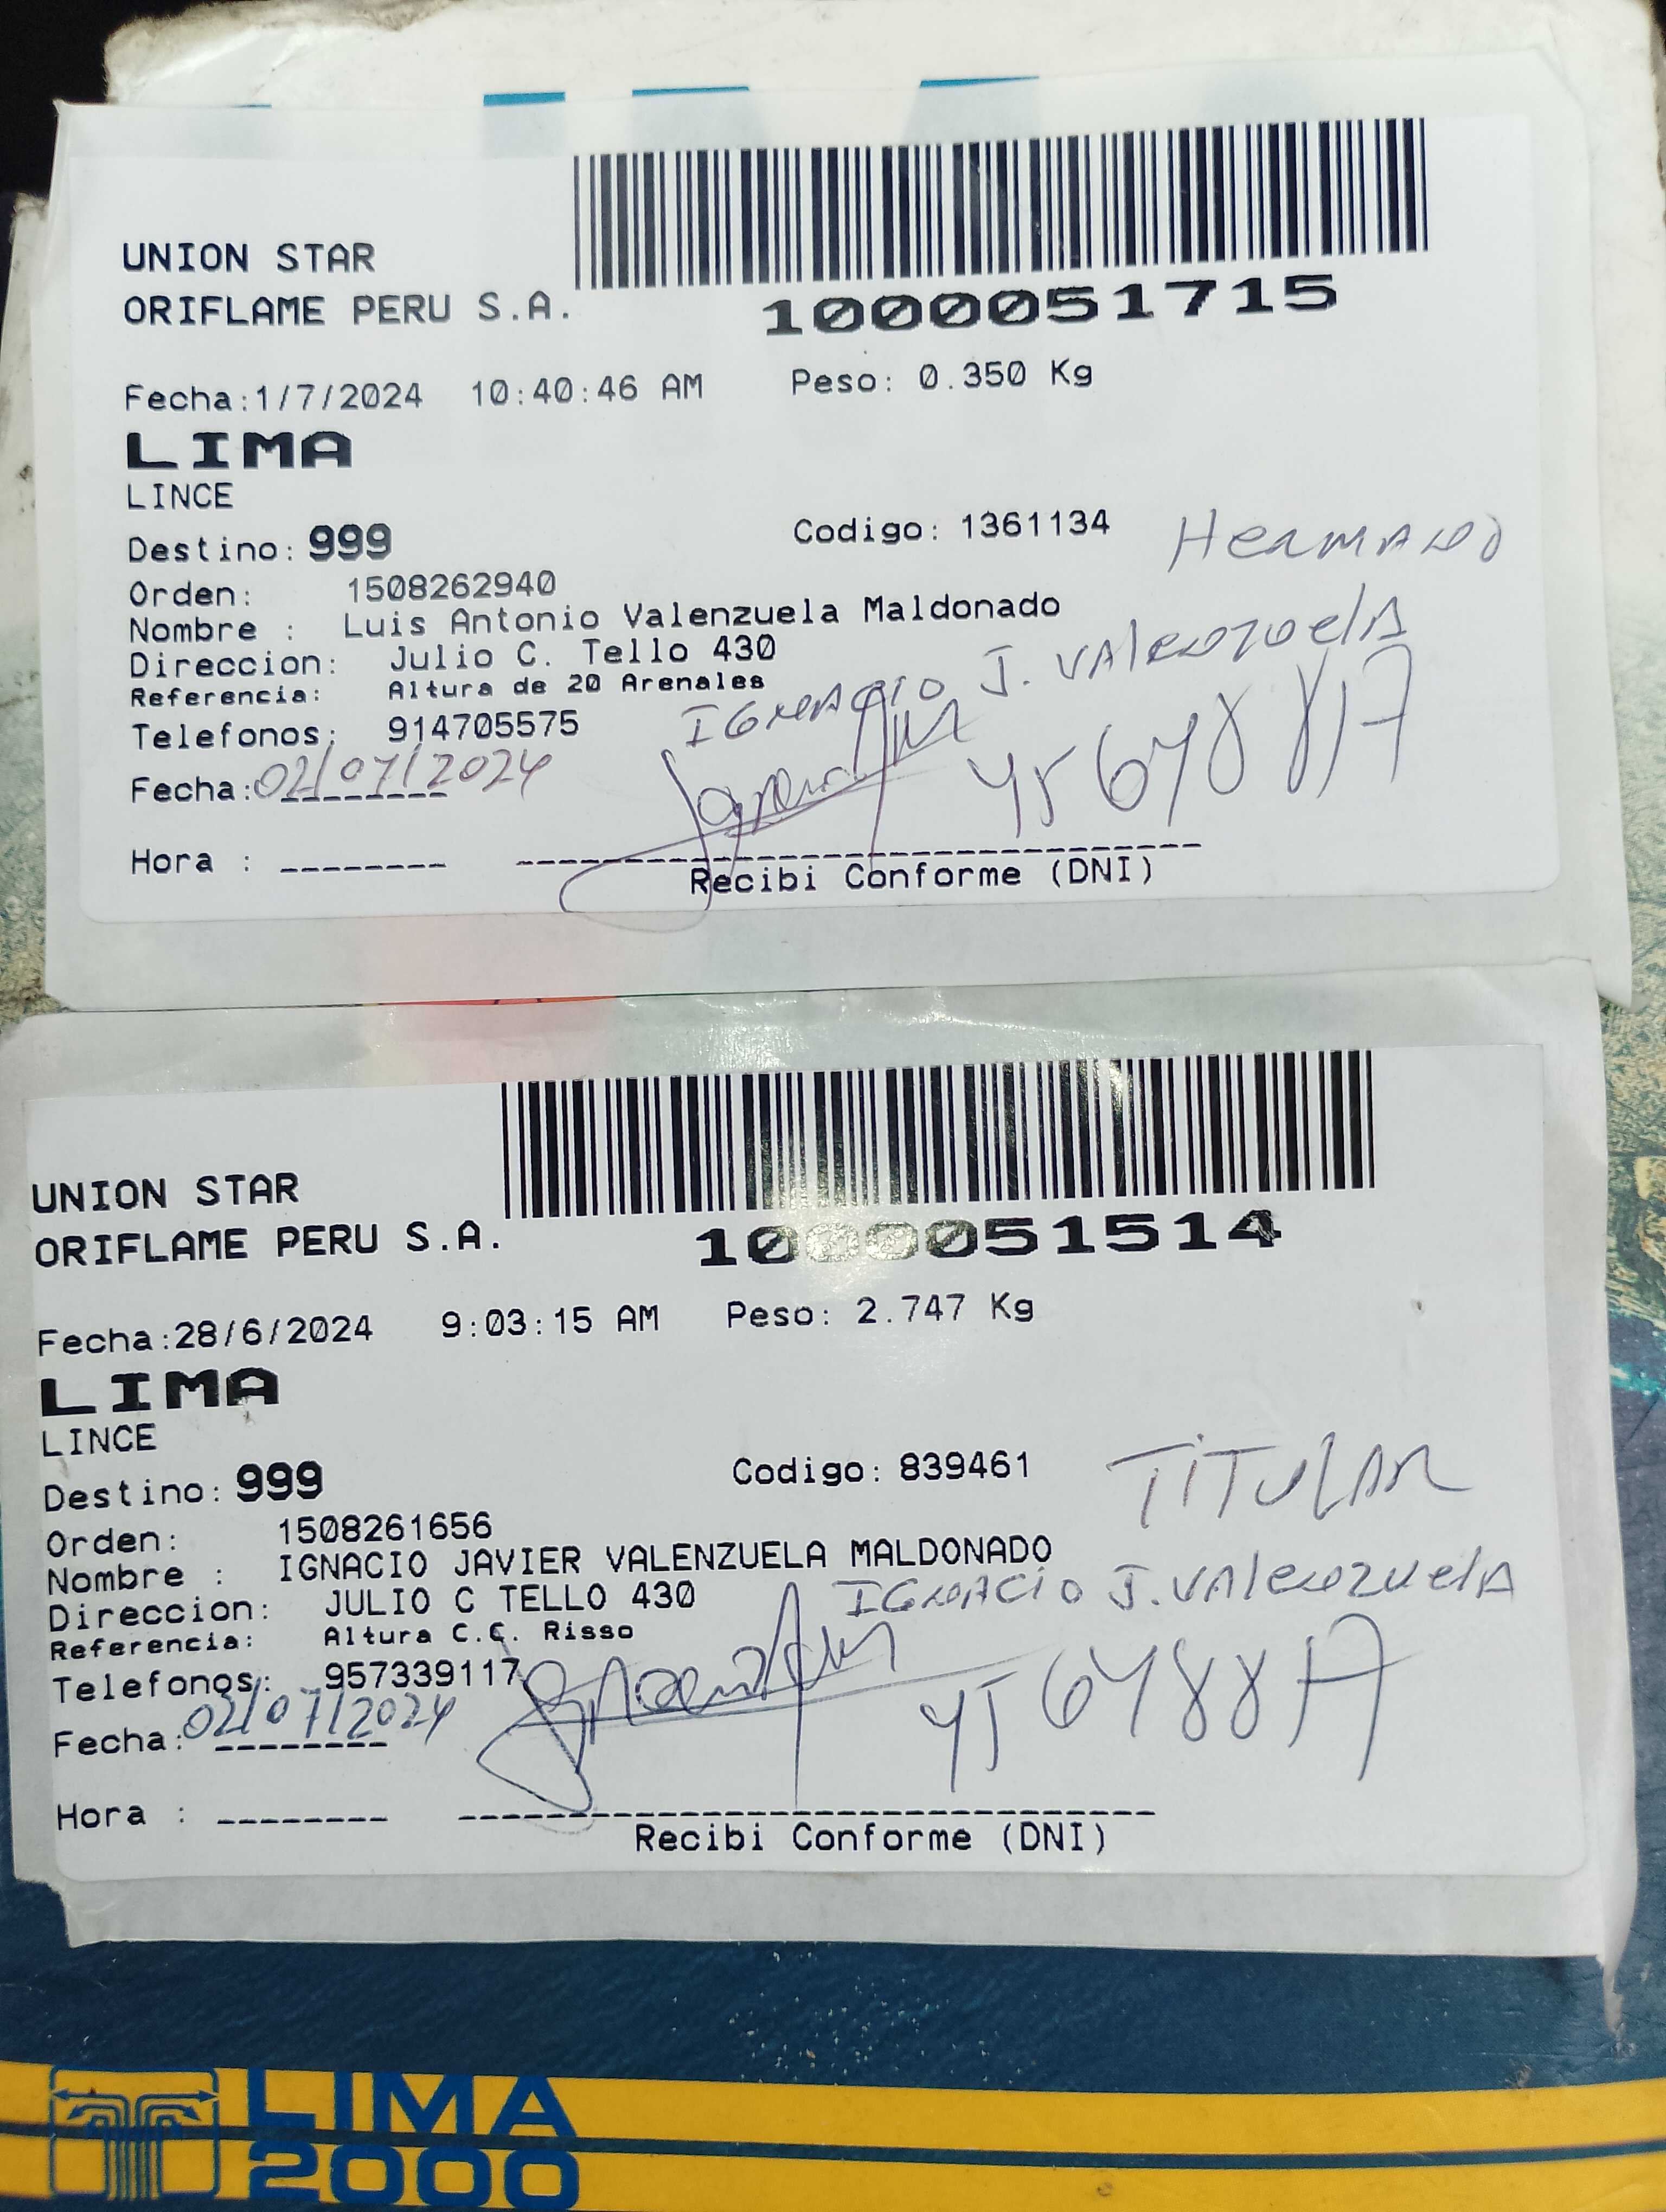 UNION STAR
ORIFLAME PERU S.A.
1000051715
Fecha:1/7/2024 10:40:46 AM Peso: 0.350 Kg
LIMA
LINCE
Destino: 999 Codigo: 1361134 Hermano
Orden: 1508262940
Nombre : Luis Antonio Valenzuela Maldonado
Direccion: Julio C. Tello 430
Referencia: Altura de 20 Arenales
IGNACIO J. VAlenzuelA
Telefonos: 914705575
Fecha: 02/07/2024
Hora : --------
Recibi Conforme (DNI)
UNION STAR
ORIFLAME PERU S.A.
1000051514
Fecha:28/6/2024 9:03:15 AM Peso: 2.747 Kg
LIMA
LINCE
Destino: 999 Codigo: 839461 TiTULAR
Orden: 1508261656
Nombre : IGNACIO JAVIER VALENZUELA MALDONADO
Direccion: JULIO C TELLO 430
IGNACIO J. VAlenzuelA
Referencia: Altura C.C. Risso
Telefonos: 957339117
Fecha: 02/07/2024
Hora : --------
Recibi Conforme (DNI)
LIMA
2000